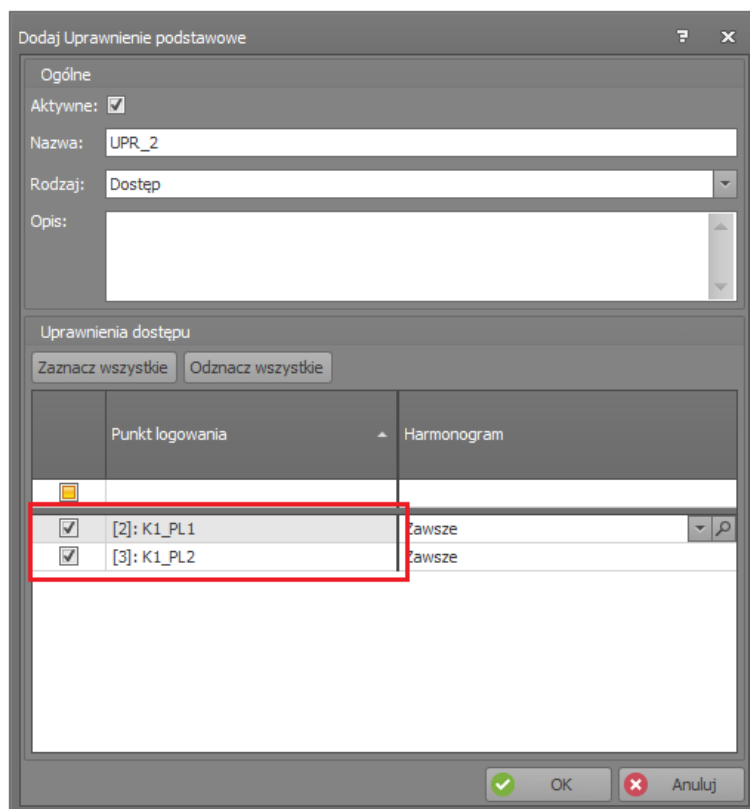 Dodaj Uprawnienie podstawowe
Ogólne
Aktywne:
Nazwa: UPR_2
Rodzaj: Dostęp
Opis:
Uprawnienia dostępu
Zaznacz wszystkie Odznacz wszystkie
Punkt logowania Harmonogram
[2]: K1_PL1 Zawsze
[3]: K1_PL2 Zawsze
OK Anuluj